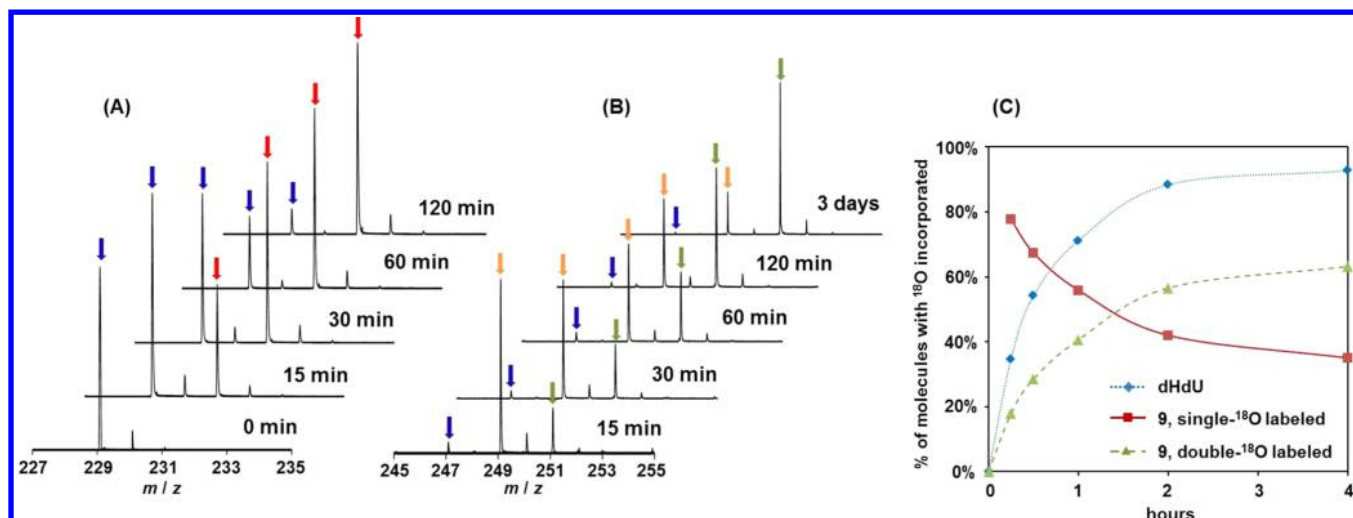 (A)
120 min
60 min
30 min
15 min
0 min
227 229 231 233 235
m / z
(B)
3 days
120 min
60 min
30 min
15 min
245 247 249 251 253 255
m / z
(C)
% of molecules with ¹⁸O incorporated
100%
80%
60%
40%
20%
0%
dHdU
9, single-¹⁸O labeled
9, double-¹⁸O labeled
0 1 2 3 4
hours